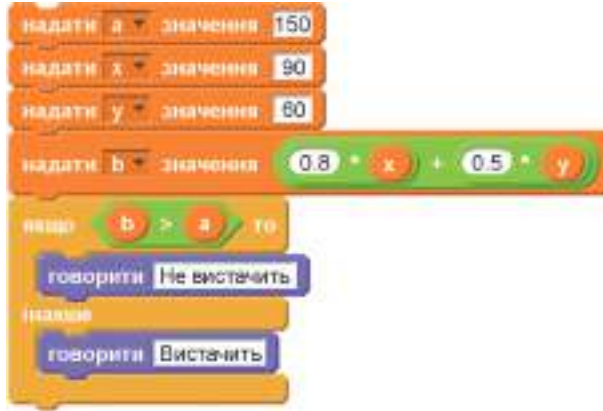 надати a значення 150
надати x значення 90
надати y значення 60
надати b значення 0.8 * x + 0.5 * y
якщо b > a то
говорити Не вистачить
інакше
говорити Вистачить